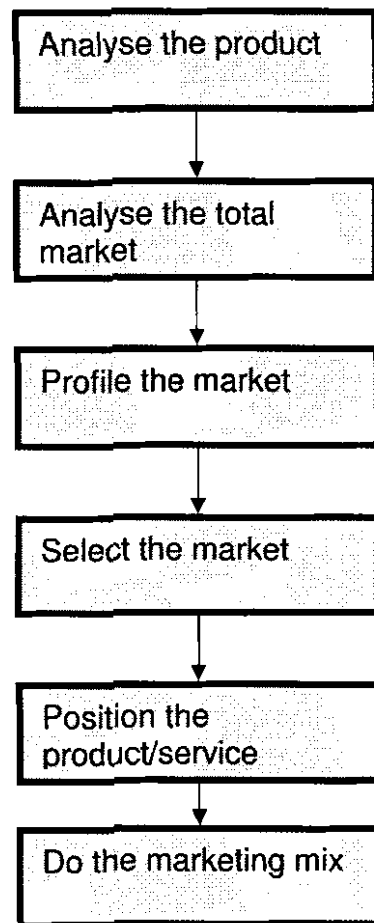 Analyse the product
Analyse the total
market
Profile the market
Select the market
Position the
product/service
Do the marketing mix